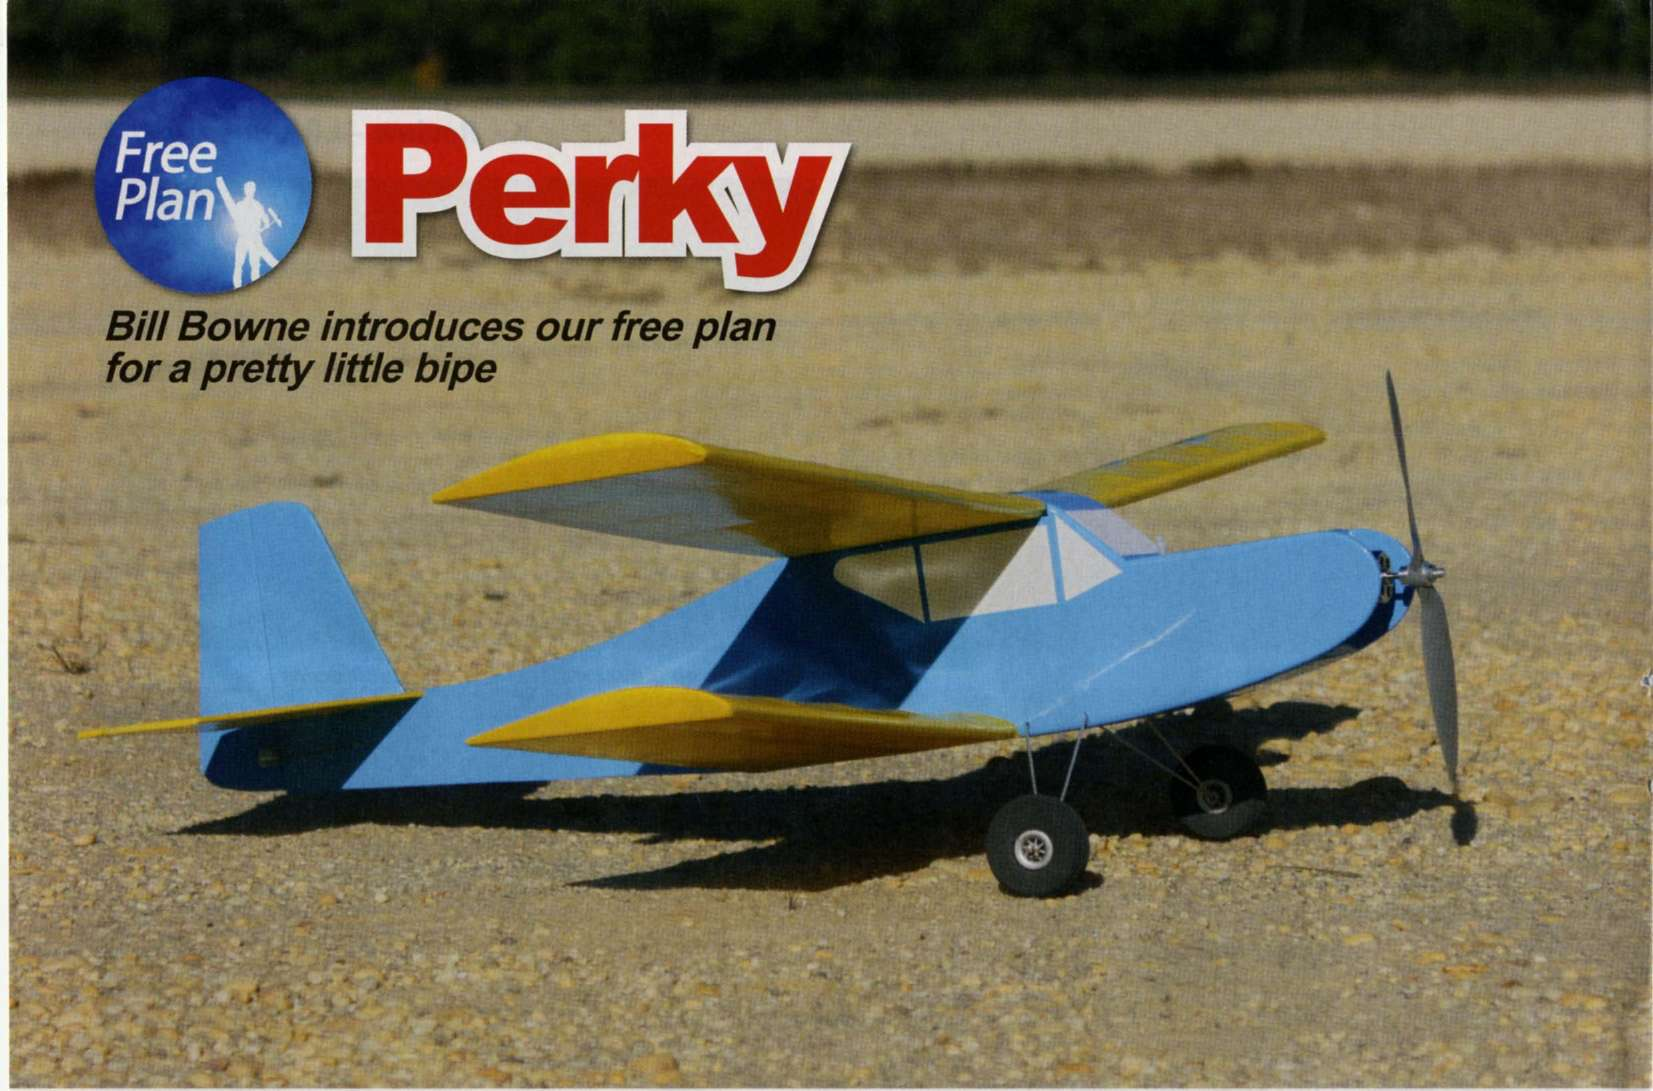 Free
Plan
Perky
Bill Bowne introduces our free plan
for a pretty little bipe